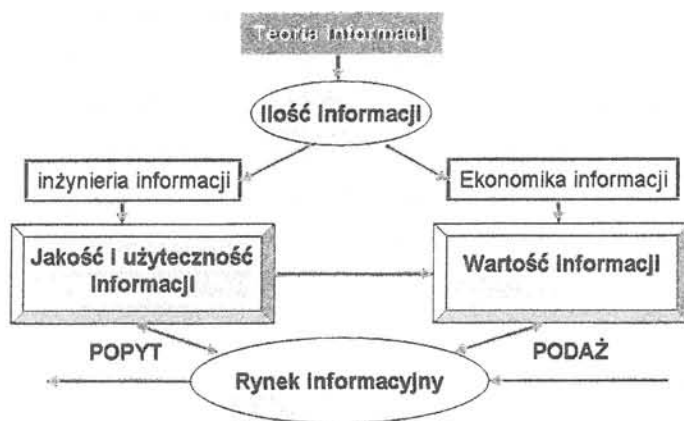 Teoria informacji
Ilość informacji
inżynieria informacji
Ekonomika informacji
Jakość i użyteczność
informacji
Wartość informacji
POPYT
PODAŻ
Rynek informacyjny